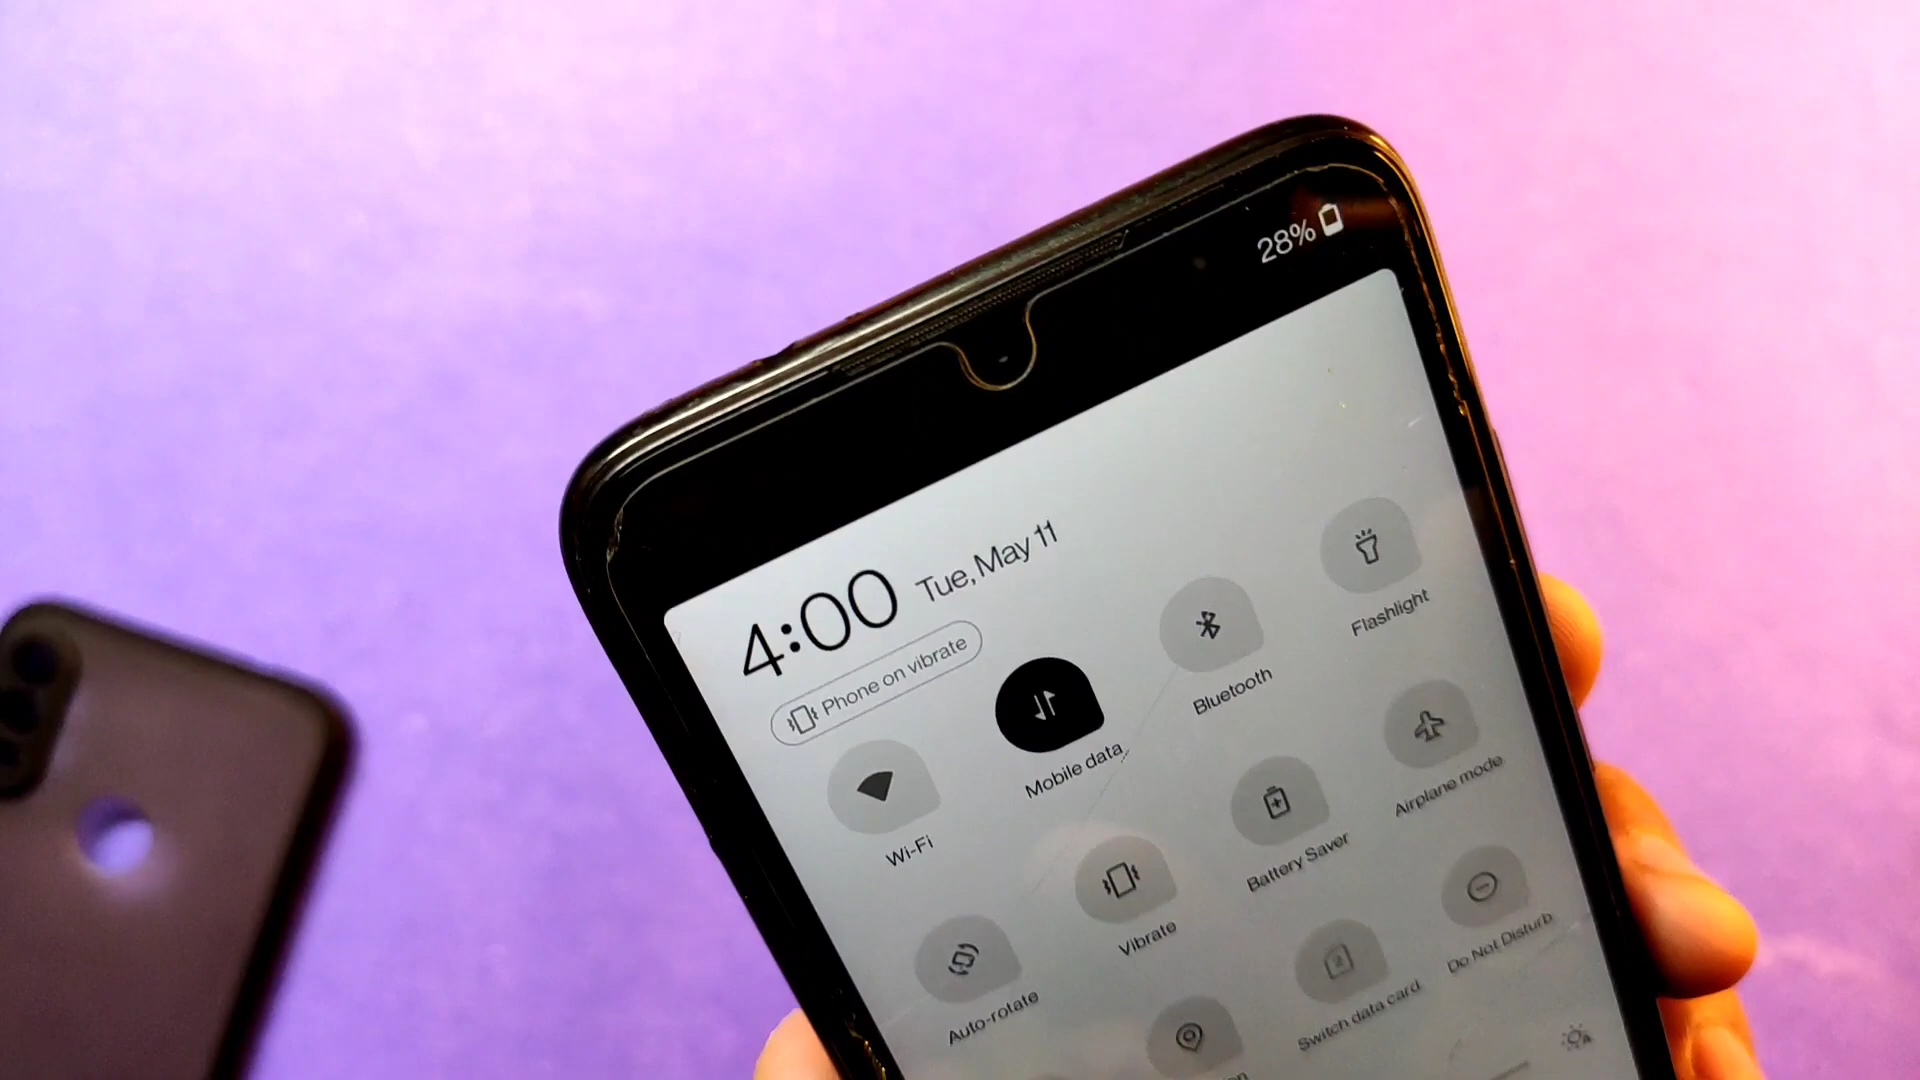 28%
4:00 Tue, May 11
Phone on vibrate
Wi-Fi
Mobile data
Bluetooth
Flashlight
Auto-rotate
Vibrate
Battery Saver
Airplane mode
Switch data card
Do Not Disturb